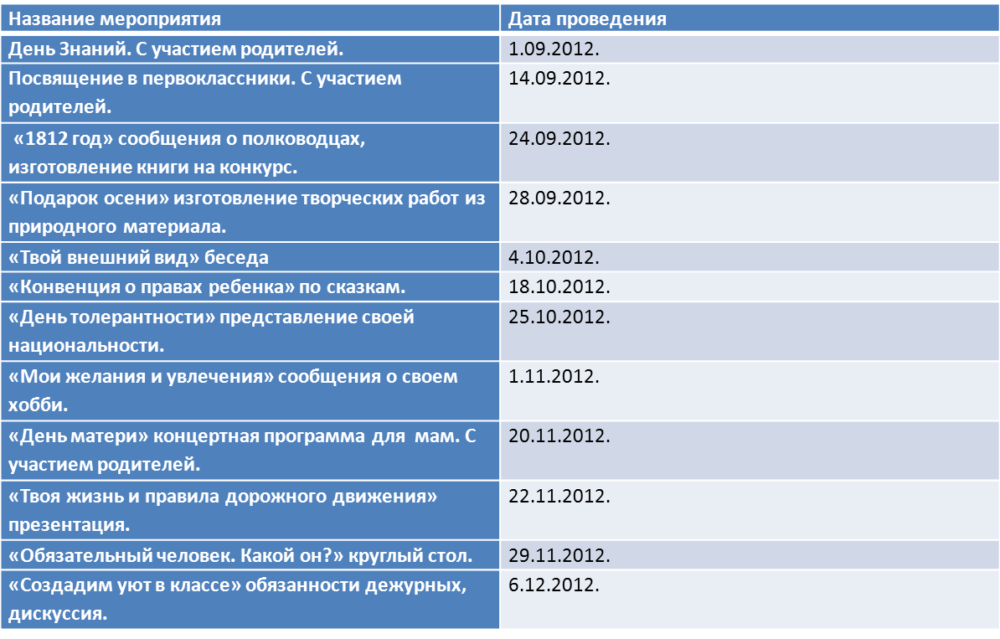 Название мероприятия
Дата проведения
День Знаний. С участием родителей.
1.09.2012.
Посвящение в первоклассники. С участием
родителей.
14.09.2012.
«1812 год» сообщения о полководцах,
изготовление книги на конкурс.
24.09.2012.
«Подарок осени» изготовление творческих работ из
природного материала.
28.09.2012.
«Твой внешний вид» беседа
4.10.2012.
«Конвенция о правах ребенка» по сказкам.
18.10.2012.
«День толерантности» представление своей
национальности.
25.10.2012.
«Мои желания и увлечения» сообщения о своем
хобби.
1.11.2012.
«День матери» концертная программа для мам. С
участием родителей.
20.11.2012.
«Твоя жизнь и правила дорожного движения»
презентация.
22.11.2012.
«Обязательный человек. Какой он?» круглый стол.
29.11.2012.
«Создадим уют в классе» обязанности дежурных,
дискуссия.
6.12.2012.